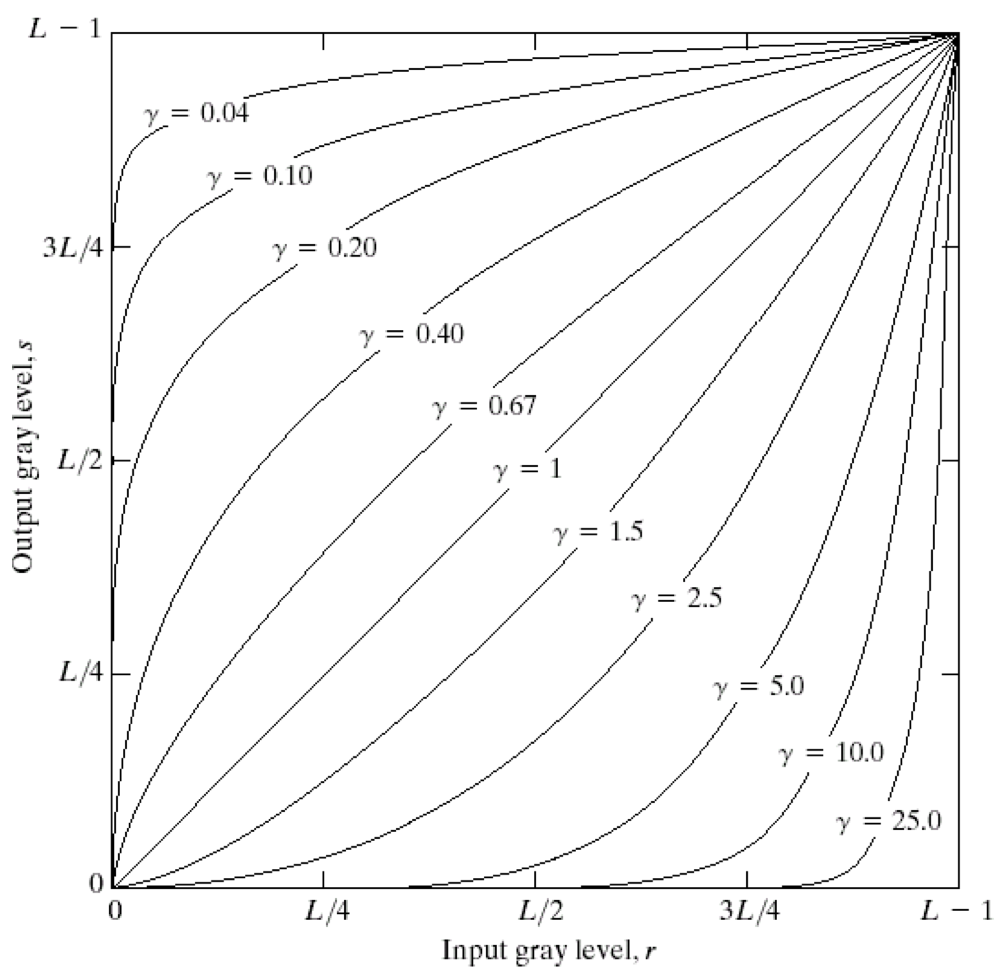 L − 1
γ = 0.04
γ = 0.10
3L/4
γ = 0.20
γ = 0.40
γ = 0.67
L/2
γ = 1
γ = 1.5
γ = 2.5
L/4
γ = 5.0
γ = 10.0
γ = 25.0
0
Output gray level, s
0
L/4
L/2
3L/4
L − 1
Input gray level, r